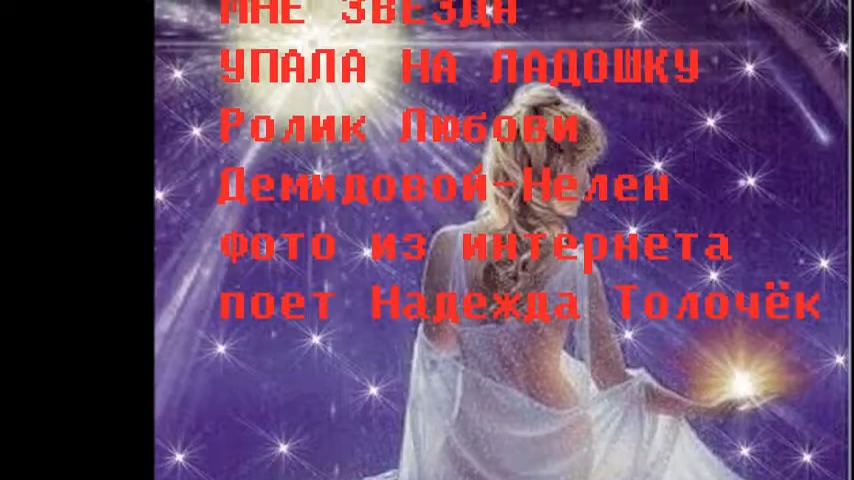 МНЕ ЗВЕЗДА
УПАЛА НА ЛАДОШКУ
Ролик Любови
Демидовой-Нелен
фото из интернета
поет Надежда Толочёк